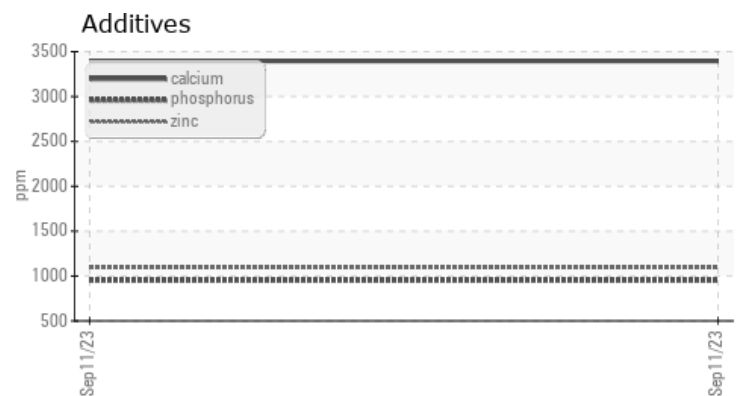 Additives
3500
3000
2500
2000
1500
1000
500
ppm
calcium
phosphorus
zinc
Sep11/23
Sep11/23